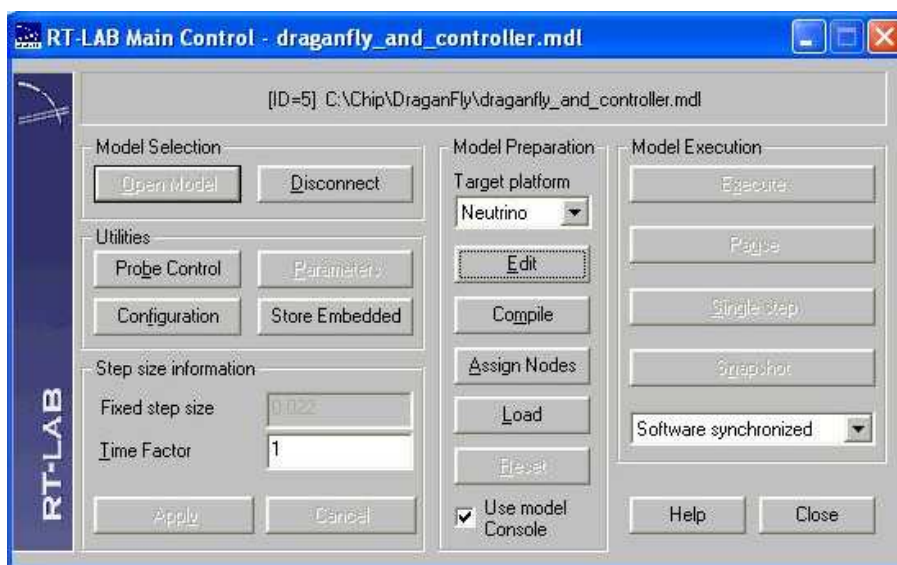 RT-LAB Main Control - draganfly_and_controller.mdl
[ID=5] C:\Chip\DraganFly\draganfly_and_controller.mdl
Model Selection
Open Model
Disconnect
Utilities
Probe Control
Parameters
Configuration
Store Embedded
Step size information
Fixed step size
0.022
Time Factor
1
Apply
Cancel
Model Preparation
Target platform
Neutrino
Edit
Compile
Assign Nodes
Load
Reset
Use model
Console
Model Execution
Execute
Pause
Single step
Snapshot
Software synchronized
Help
Close
RT-LAB